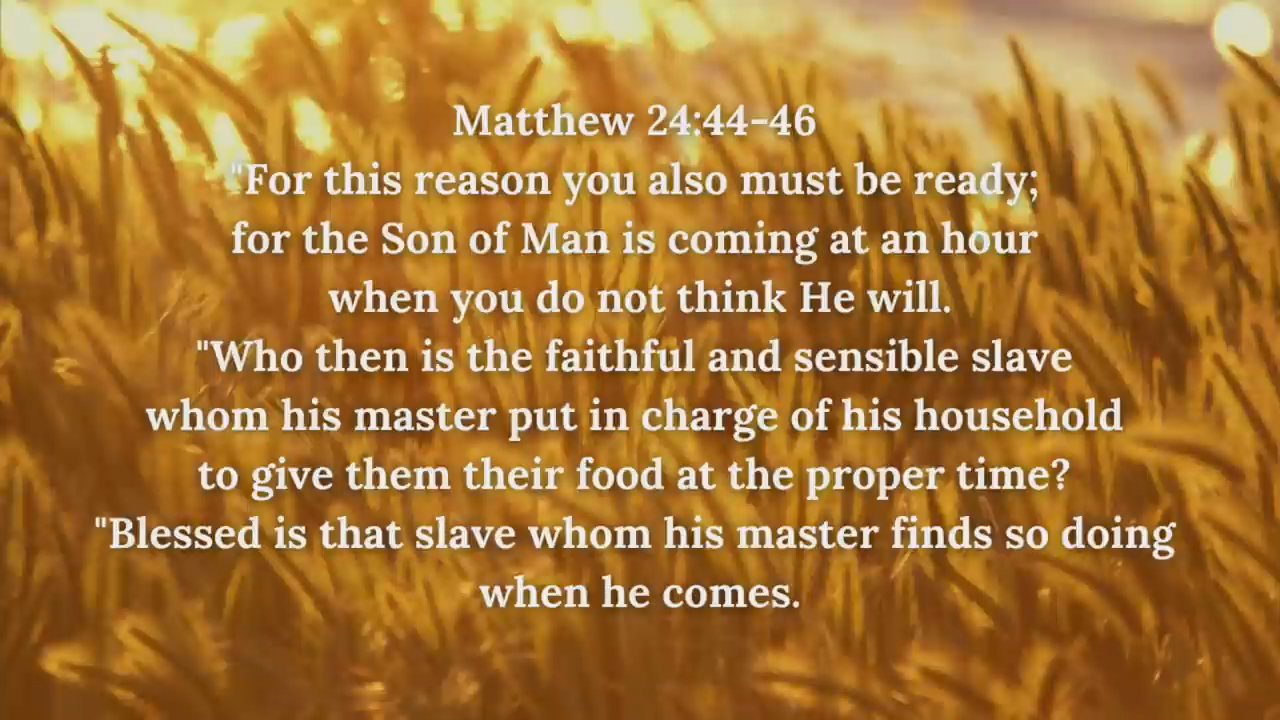 Matthew 24:44-46
"For this reason you also must be ready;
for the Son of Man is coming at an hour
when you do not think He will.
"Who then is the faithful and sensible slave
whom his master put in charge of his household
to give them their food at the proper time?
"Blessed is that slave whom his master finds so doing
when he comes.